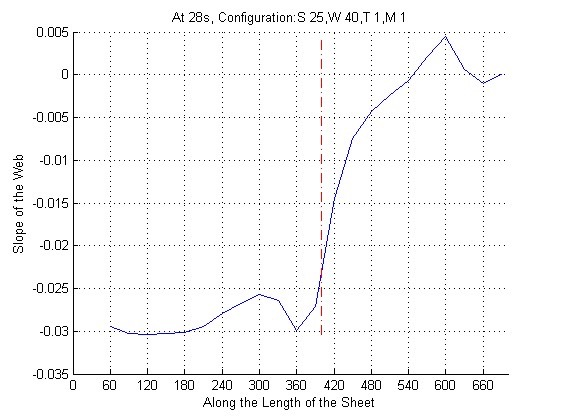 At 28s, Configuration:S 25,W 40,T 1,M 1
0.005
0
-0.005
-0.01
-0.015
-0.02
-0.025
-0.03
-0.035
Slope of the Web
0 60 120 180 240 300 360 420 480 540 600 660
Along the Length of the Sheet